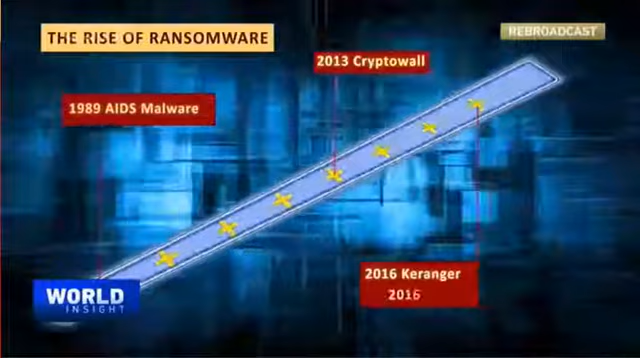 THE RISE OF RANSOMWARE
REBROADCAST
2013 Cryptowall
1989 AIDS Malware
2016 Keranger
2016
WORLD
INSIGHT